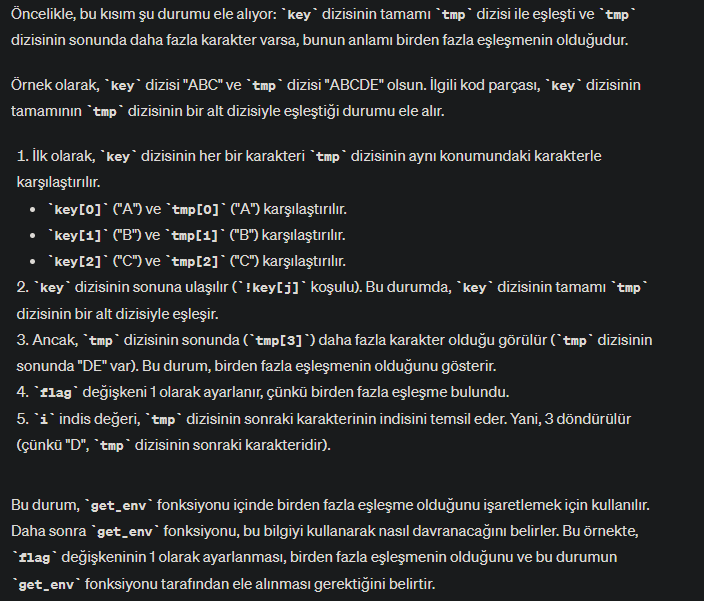 Öncelikle, bu kısım şu durumu ele alıyor: `key` dizisinin tamamı `tmp` dizisi ile eşleşti ve `tmp`
dizisinin sonunda daha fazla karakter varsa, bunun anlamı birden fazla eşleşmenin olduğudur.
Örnek olarak, `key` dizisi "ABC" ve `tmp` dizisi "ABCDE" olsun. İlgili kod parçası, `key` dizisinin
tamamının `tmp` dizisinin bir alt dizisiyle eşleştiği durumu ele alır.
1. İlk olarak, `key` dizisinin her bir karakteri `tmp` dizisinin aynı konumundaki karakterle
karşılaştırılır.
• `key[0]` ("A") ve `tmp[0]` ("A") karşılaştırılır.
• `key[1]` ("B") ve `tmp[1]` ("B") karşılaştırılır.
• `key[2]` ("C") ve `tmp[2]` ("C") karşılaştırılır.
2. `key` dizisinin sonuna ulaşılır (`!key[j]` koşulu). Bu durumda, `key` dizisinin tamamı `tmp`
dizisinin bir alt dizisiyle eşleşir.
3. Ancak, `tmp` dizisinin sonunda (`tmp[3]`) daha fazla karakter olduğu görülür (`tmp` dizisinin
sonunda "DE" var). Bu durum, birden fazla eşleşmenin olduğunu gösterir.
4. `flag` değişkeni 1 olarak ayarlanır, çünkü birden fazla eşleşme bulundu.
5. `i` indis değeri, `tmp` dizisinin sonraki karakterinin indisini temsil eder. Yani, 3 döndürülür
(çünkü "D", `tmp` dizisinin sonraki karakteridir).
Bu durum, `get_env` fonksiyonu içinde birden fazla eşleşme olduğunu işaretlemek için kullanılır.
Daha sonra `get_env` fonksiyonu, bu bilgiyi kullanarak nasıl davranacağını belirler. Bu örnekte,
`flag` değişkeninin 1 olarak ayarlanması, birden fazla eşleşmenin olduğunu ve bu durumun
`get_env` fonksiyonu tarafından ele alınması gerektiğini belirtir.